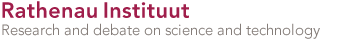 Rathenau Instituut
Research and debate on science and technology